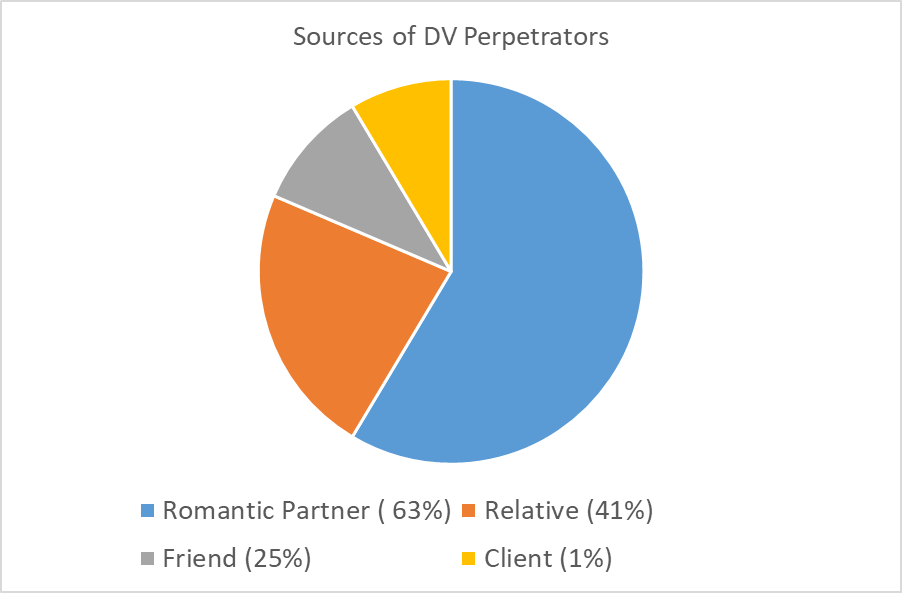 Sources of DV Perpetrators
Romantic Partner ( 63%) Relative (41%)
Friend (25%) Client (1%)